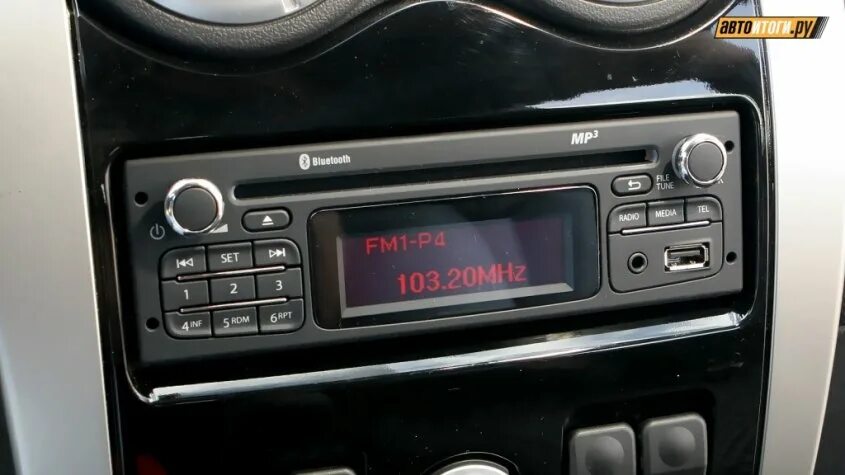 автоитоги.ру
Bluetooth
MP3
FILE
TUNE
FM1-P4
103.20MHz
RADIO MEDIA TEL
SET
1 2 3
4 INF 5 RDM 6 RPT